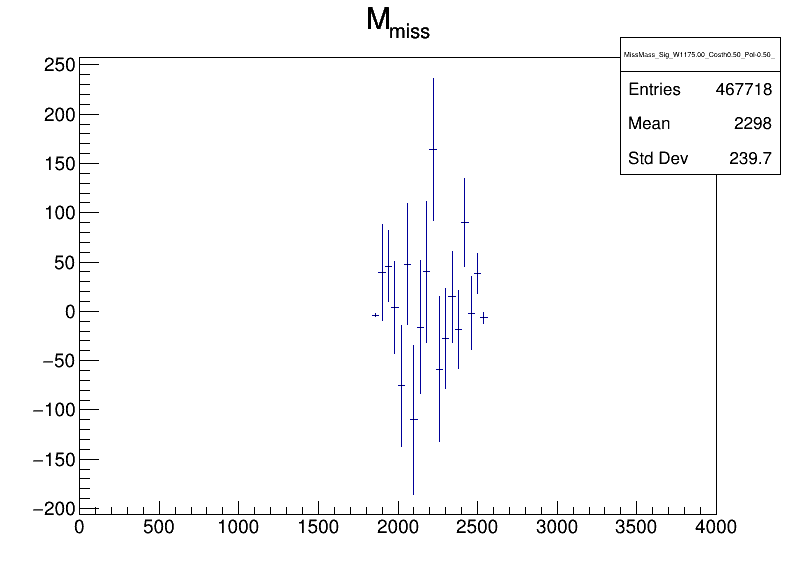 Mmiss
MissMass_Sig_W1175.00_Costh0.50_Pol-0.50_
Entries 467718
Mean 2298
Std Dev 239.7
250
200
150
100
50
0
−50
−100
−150
−200
0 500 1000 1500 2000 2500 3000 3500 4000